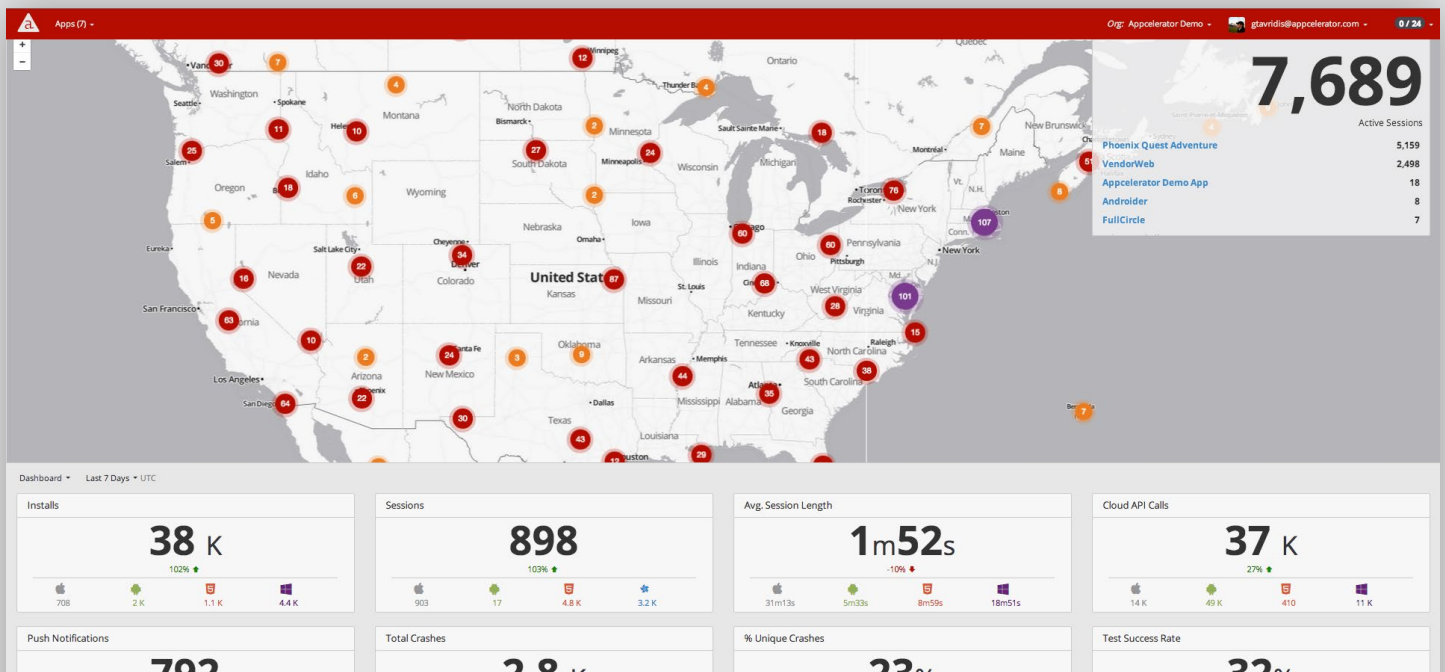 a Apps (7)
Org: Appcelerator Demo gtavridis@appcelerator.com 0 / 24
+
−
7,689
Active Sessions
Phoenix Quest Adventure 5,159
VendorWeb 2,498
Appcelerator Demo App 18
Androider 8
FullCircle 7
Winnipeg Ontario Quebec
30 7 12
4 Thunder Bay 4
Seattle Washington Spokane Montana North Dakota
Bismarck 2 Minnesota Sault Sainte Marie 18 7 New Brunswick
11 10
25 Salem 27 South Dakota Minneapolis 24 Wisconsin Michigan Montréal Maine 51
Idaho
Oregon 18 6 Wyoming 2 Toronto 76 Vt. N.H. 8
Rochester New York
5 Nebraska Iowa 107
Conn.
Eureka Salt Lake City Cheyenne Omaha 60 60 Pennsylvania New York
34 Denver Illinois Indiana Ohio Pittsburgh N.J.
16 Nevada 22 Utah Colorado United Stat 87 St. Louis 68 Md.
Kansas Missouri West Virginia 101
San Francisco Kentucky 28 Virginia
63 15
10 Tennessee Knoxville Raleigh
2 24 Santa Fe 3 Oklahoma 9 Arkansas Memphis 43 North Carolina
Los Angeles Arizona New Mexico 44 South Carolina 38
San Diego 64 22 Phoenix Dallas Mississippi Alabama Atlanta 35 Georgia 7
30 Texas
43 Louisiana
Houston 29
Dashboard Last 7 Days UTC
Installs
38 K
102%
708 2 K 1.1 K 4.4 K
Sessions
898
103%
903 17 4.8 K 3.2 K
Avg. Session Length
1m52s
-10%
31m13s 5m33s 8m59s 18m51s
Cloud API Calls
37 K
27%
14 K 49 K 410 11 K
Push Notifications
792
Total Crashes
2.8 K
% Unique Crashes
23%
Test Success Rate
32%